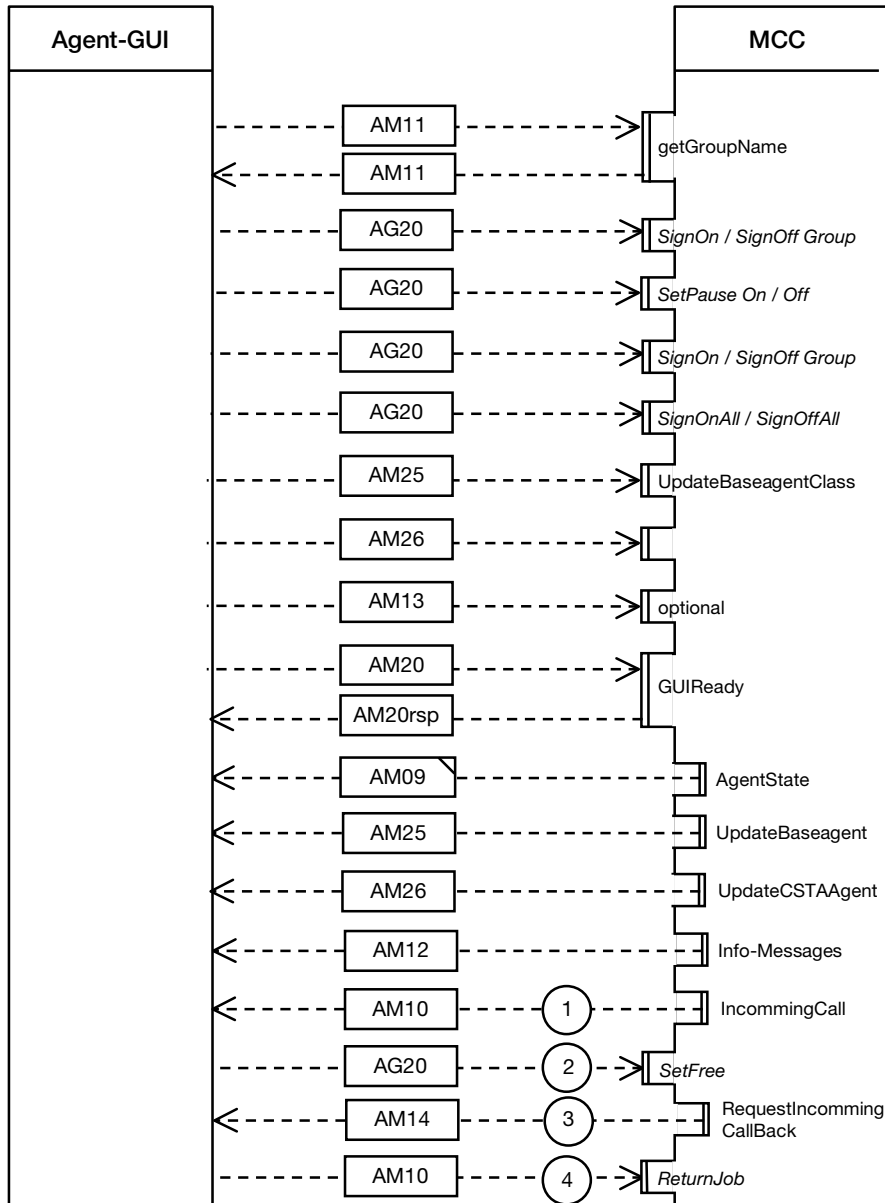 Agent-GUI
MCC
AM11
getGroupName
AM11
AG20
SignOn / SignOff Group
AG20
SetPause On / Off
AG20
SignOn / SignOff Group
AG20
SignOnAll / SignOffAll
AM25
UpdateBaseagentClass
AM26
AM13
optional
AM20
GUIReady
AM20rsp
AM09
AgentState
AM25
UpdateBaseagent
AM26
UpdateCSTAAgent
AM12
Info-Messages
AM10
1
IncommingCall
AG20
2
SetFree
AM14
3
RequestIncomming
CallBack
AM10
4
ReturnJob